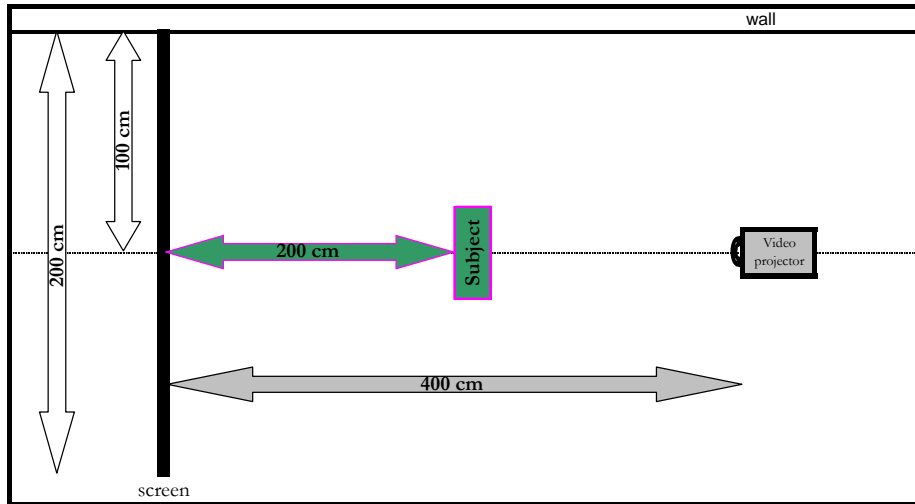 wall
100 cm
200 cm
200 cm
Subject
Video
projector
400 cm
screen